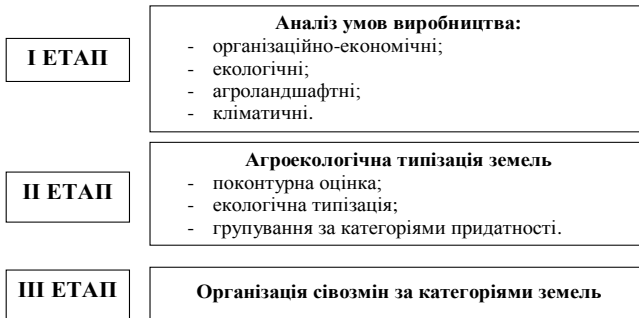 І ЕТАП
Аналіз умов виробництва:
- організаційно-економічні;
- екологічні;
- агроландшафтні;
- кліматичні.
ІІ ЕТАП
Агроекологічна типізація земель
- поконтурна оцінка;
- екологічна типізація;
- групування за категоріями придатності.
ІІІ ЕТАП
Організація сівозмін за категоріями земель